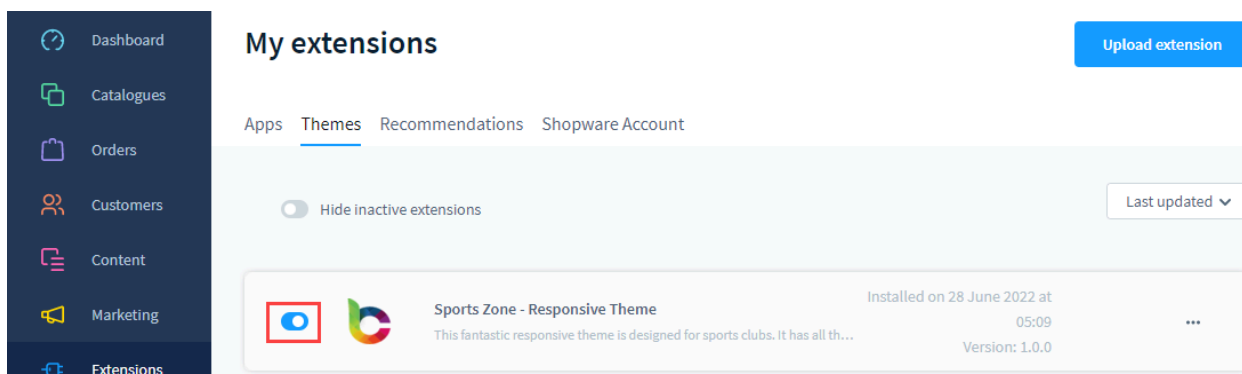 Dashboard
Catalogues
Orders
Customers
Content
Marketing
Extensions
My extensions
Upload extension
Apps Themes Recommendations Shopware Account
Hide inactive extensions
Last updated
Sports Zone - Responsive Theme
This fantastic responsive theme is designed for sports clubs. It has all th...
Installed on 28 June 2022 at
05:09
Version: 1.0.0